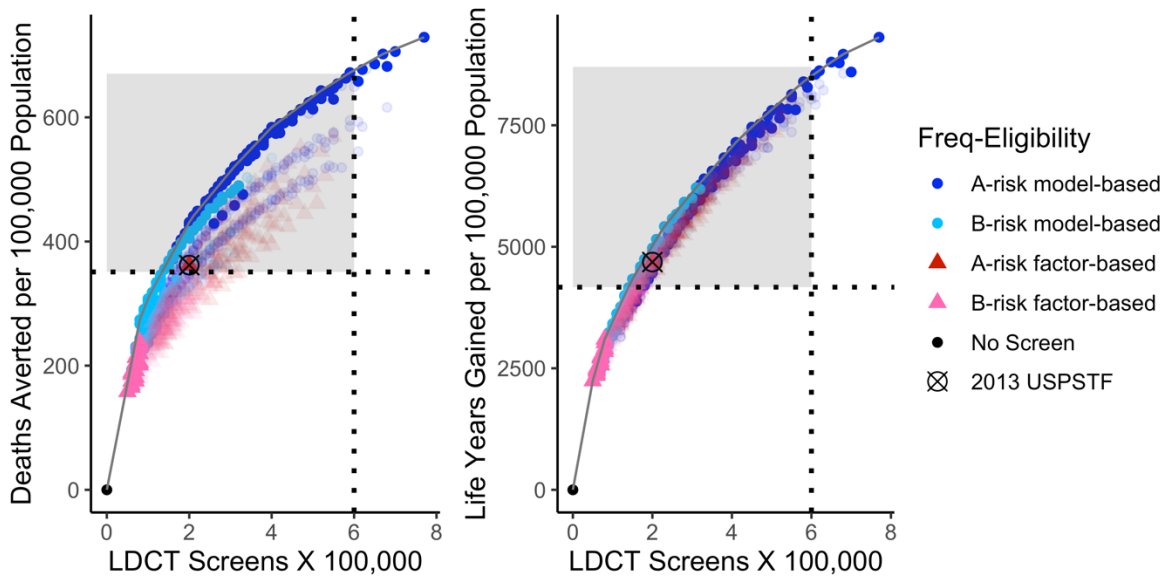 Deaths Averted per 100,000 Population
600
400
200
0
0 2 4 6 8
LDCT Screens X 100,000
Life Years Gained per 100,000 Population
7500
5000
2500
0
0 2 4 6 8
LDCT Screens X 100,000
Freq-Eligibility
A-risk model-based
B-risk model-based
A-risk factor-based
B-risk factor-based
No Screen
2013 USPSTF